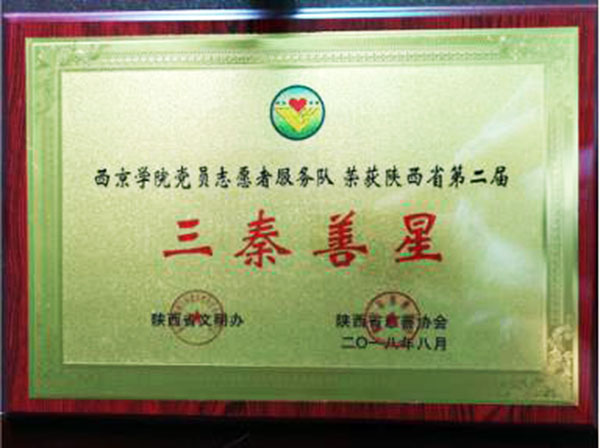 西京学院党员志愿者服务队 荣获陕西省第二届
三秦善星
陕西省文明办 陕西省慈善协会
二〇一八年八月